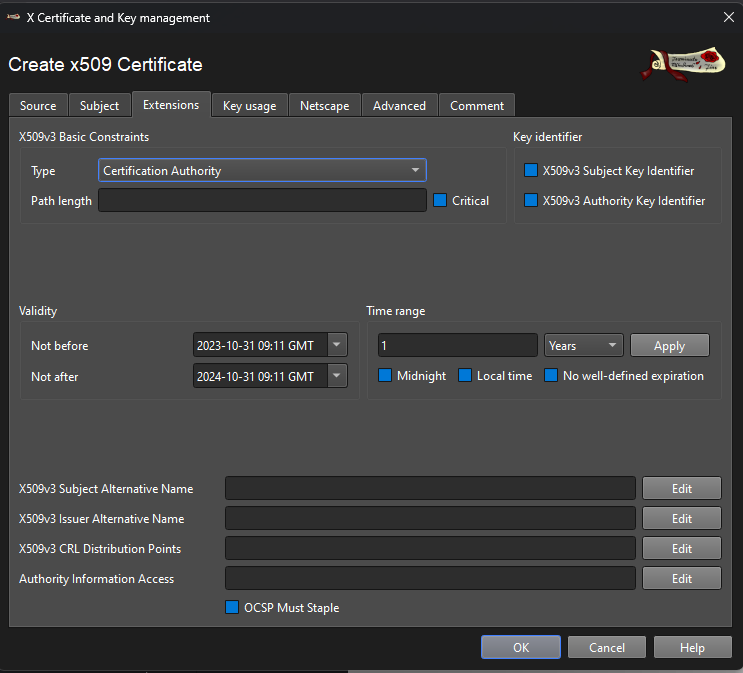 X Certificate and Key management
Create x509 Certificate
Source Subject Extensions Key usage Netscape Advanced Comment
X509v3 Basic Constraints
Type Certification Authority
Path length Critical
Key identifier
X509v3 Subject Key Identifier
X509v3 Authority Key Identifier
Validity
Not before 2023-10-31 09:11 GMT
Not after 2024-10-31 09:11 GMT
Time range
1 Years Apply
Midnight Local time No well-defined expiration
X509v3 Subject Alternative Name Edit
X509v3 Issuer Alternative Name Edit
X509v3 CRL Distribution Points Edit
Authority Information Access Edit
OCSP Must Staple
OK Cancel Help